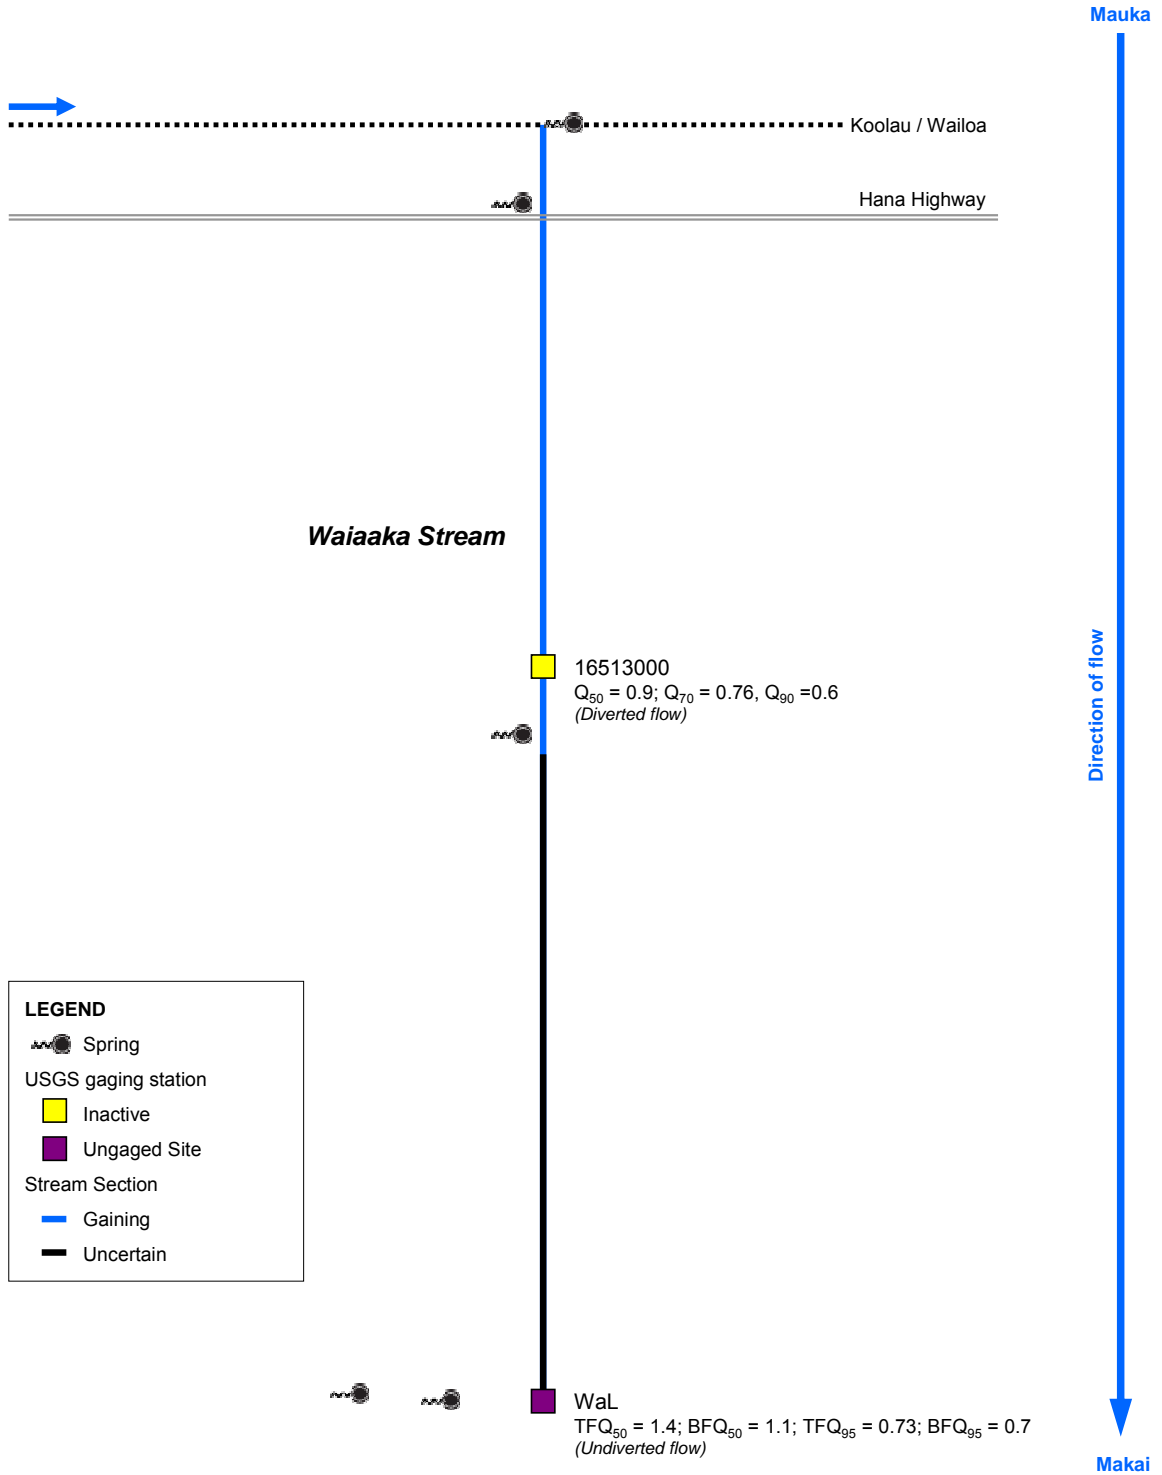 Mauka
Koolau / Wailoa
Hana Highway
Waiaaka Stream
16513000
Q50 = 0.9; Q70 = 0.76, Q90 =0.6
(Diverted flow)
Direction of flow
LEGEND
Spring
USGS gaging station
Inactive
Ungaged Site
Stream Section
Gaining
Uncertain
WaL
TFQ50 = 1.4; BFQ50 = 1.1; TFQ95 = 0.73; BFQ95 = 0.7
(Undiverted flow)
Makai